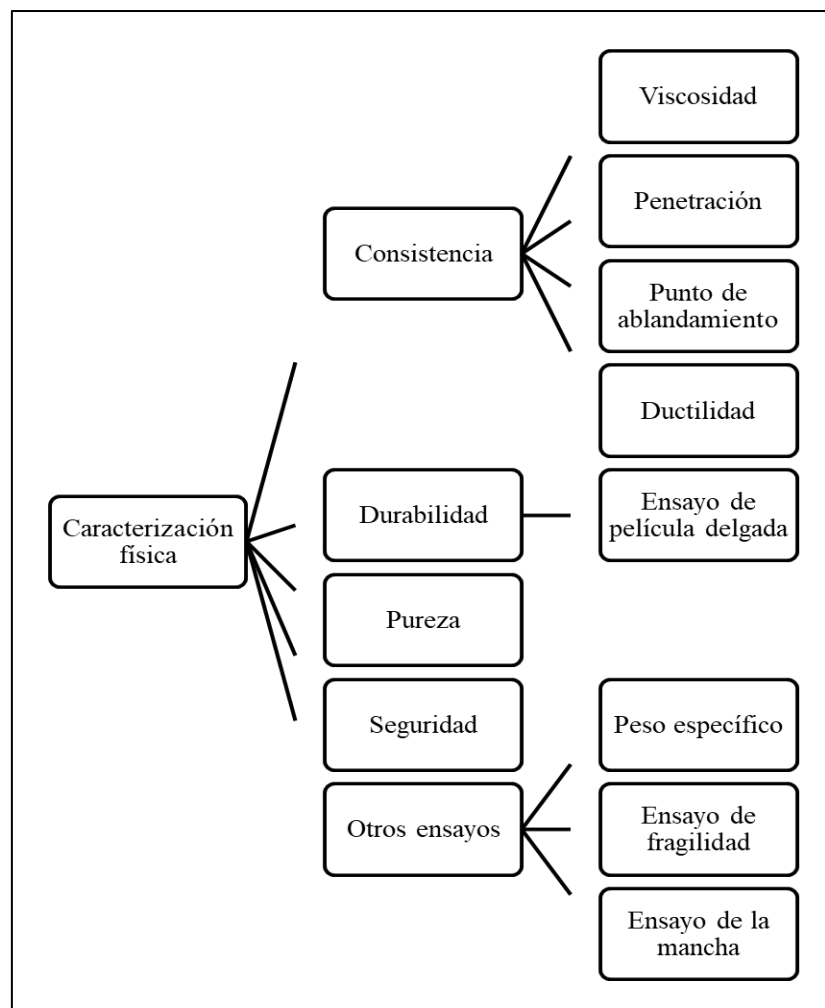 Caracterización
física
Consistencia
Viscosidad
Penetración
Punto de
ablandamiento
Ductilidad
Durabilidad
Ensayo de
película delgada
Pureza
Seguridad
Otros ensayos
Peso específico
Ensayo de
fragilidad
Ensayo de la
mancha